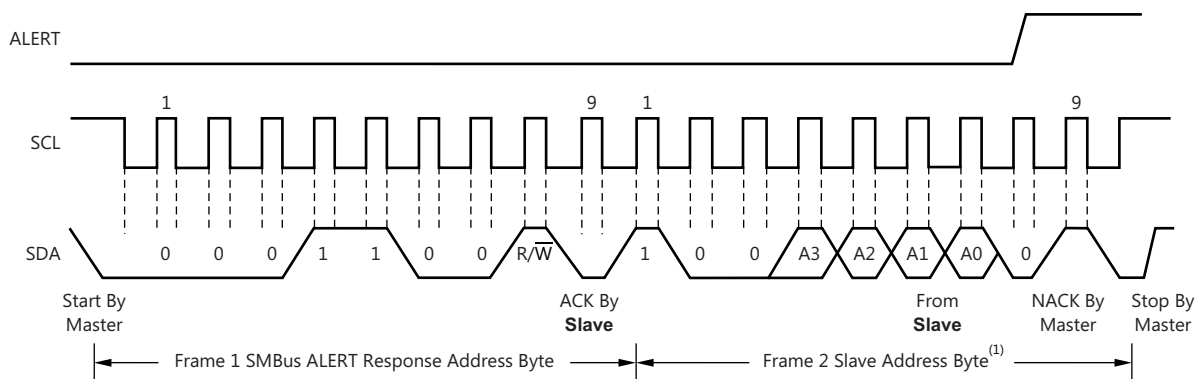 ALERT
1 9 1 9
SCL
SDA 0 0 0 1 1 0 0 R/W̅ 1 0 0 A3 A2 A1 A0 0
Start By
Master
ACK By
Slave
From
Slave
NACK By
Master
Stop By
Master
Frame 1 SMBus ALERT Response Address Byte
Frame 2 Slave Address Byte(1)